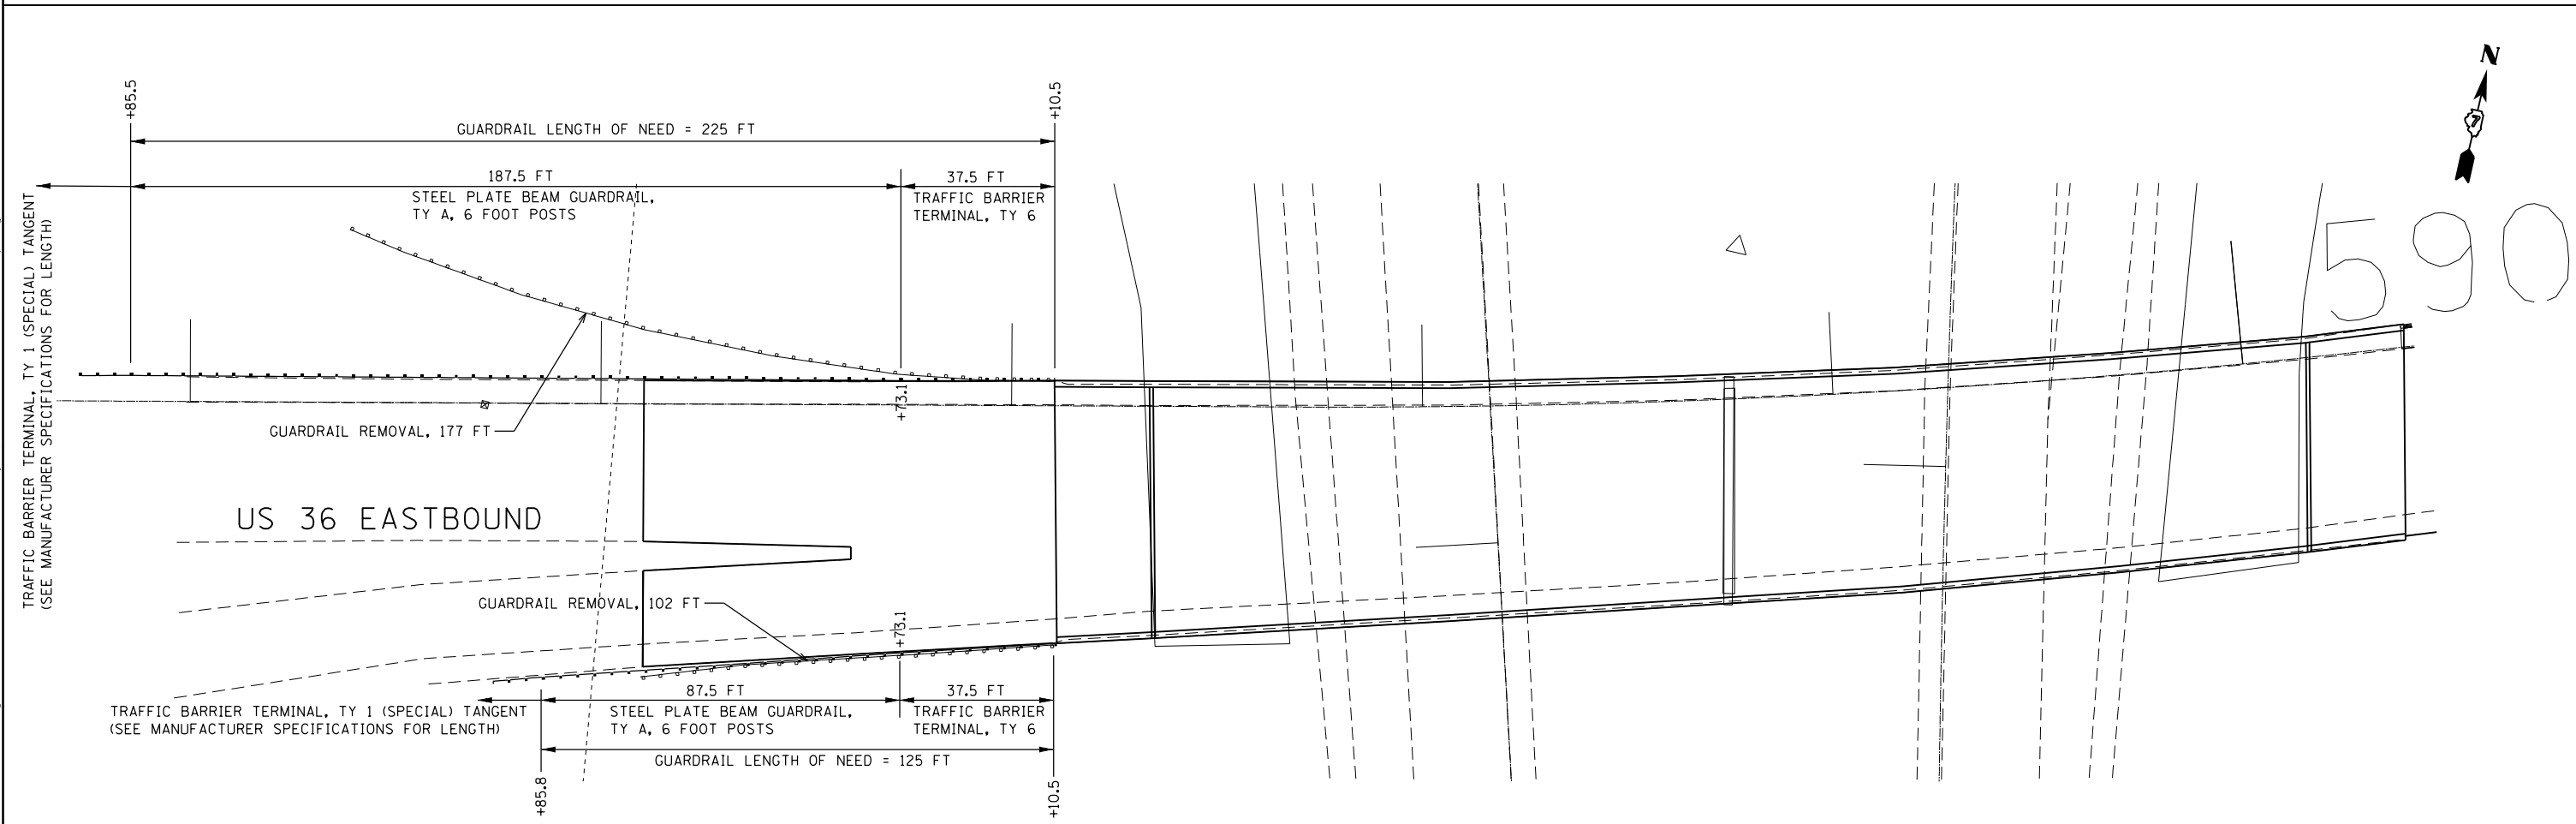 N
7
+85.5
+10.5
GUARDRAIL LENGTH OF NEED = 225 FT
187.5 FT
37.5 FT
STEEL PLATE BEAM GUARDRAIL,
TY A, 6 FOOT POSTS
TRAFFIC BARRIER
TERMINAL, TY 6
TRAFFIC BARRIER TERMINAL, TY 1 (SPECIAL) TANGENT
(SEE MANUFACTURER SPECIFICATIONS FOR LENGTH)
590
+73.1
GUARDRAIL REMOVAL, 177 FT
US 36 EASTBOUND
GUARDRAIL REMOVAL, 102 FT
+73.1
87.5 FT
37.5 FT
TRAFFIC BARRIER TERMINAL, TY 1 (SPECIAL) TANGENT
(SEE MANUFACTURER SPECIFICATIONS FOR LENGTH)
STEEL PLATE BEAM GUARDRAIL,
TY A, 6 FOOT POSTS
TRAFFIC BARRIER
TERMINAL, TY 6
GUARDRAIL LENGTH OF NEED = 125 FT
+85.8
+10.5